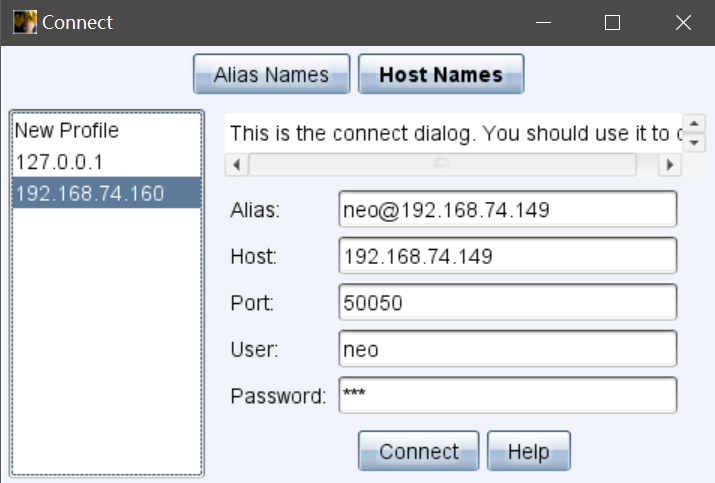 Connect
Alias Names Host Names
New Profile
127.0.0.1
192.168.74.160
This is the connect dialog. You should use it to
Alias: neo@192.168.74.149
Host: 192.168.74.149
Port: 50050
User: neo
Password: ***
Connect Help